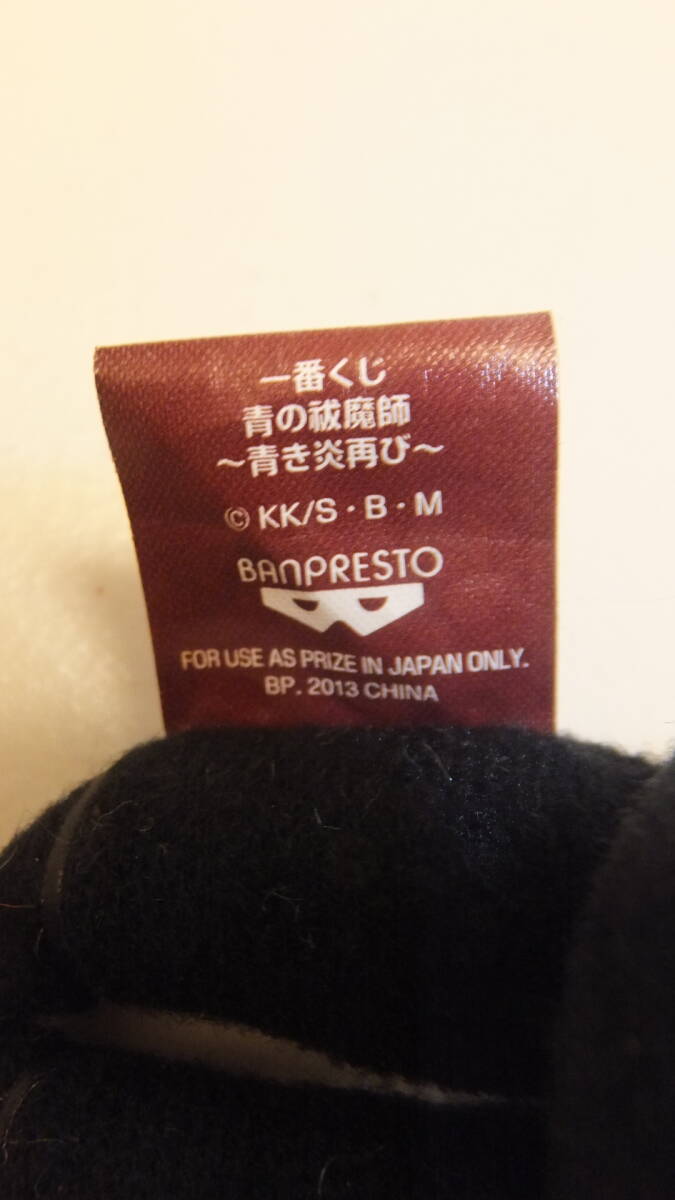 一番くじ
青の祓魔師
～青き炎再び～
© KK/S・B・M
BANPRESTO
FOR USE AS PRIZE IN JAPAN ONLY.
BP. 2013 CHINA